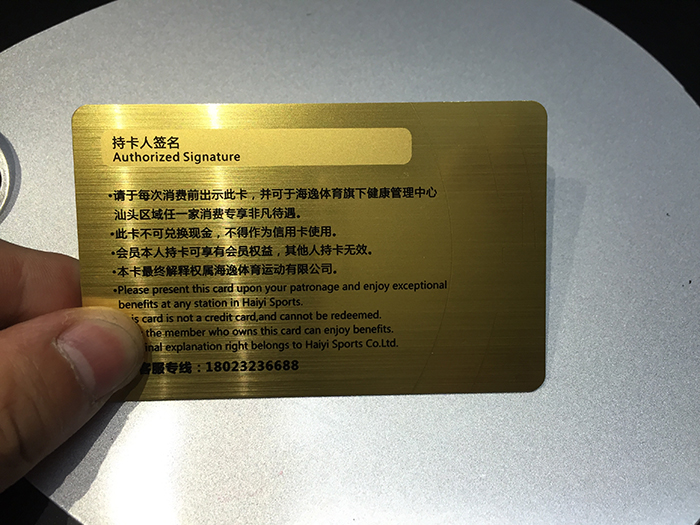 持卡人签名
Authorized Signature
•请于每次消费前出示此卡，并可于海逸体育旗下健康管理中心
汕头区域任一家消费专享非凡待遇。
•此卡不可兑换现金，不得作为信用卡使用。
•会员本人持卡可享有会员权益，其他人持卡无效。
•本卡最终解释权属海逸体育运动有限公司。
•Please present this card upon your patronage and enjoy exceptional
benefits at any station in Haiyi Sports.
card is not a credit card,and cannot be redeemed.
the member who owns this card can enjoy benefits.
explanation right belongs to Haiyi Sports Co.Ltd.
客服专线：18023236688